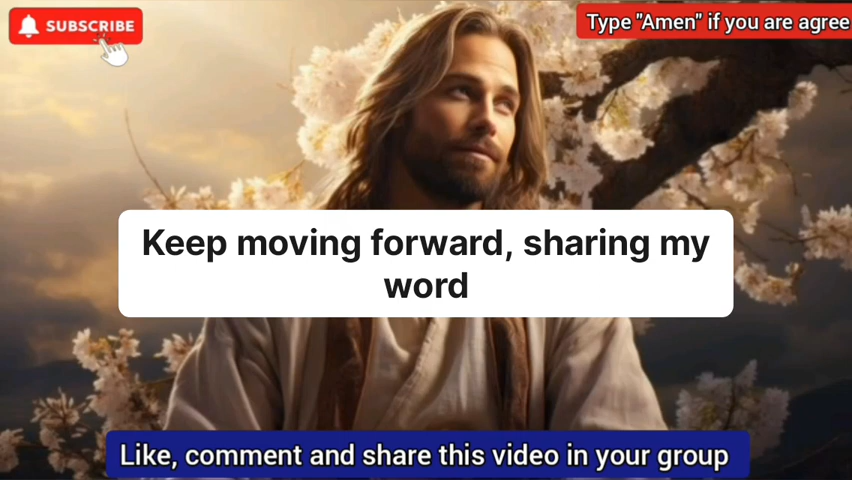 SUBSCRIBE
Type "Amen" if you are agree
Keep moving forward, sharing my
word
Like, comment and share this video in your group